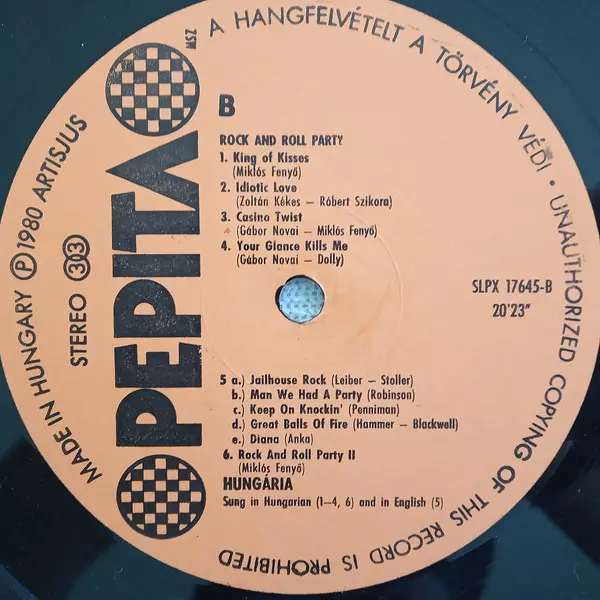 A HANGFELVÉTELT A TÖRVÉNY VÉDI • UNAUTHORIZED COPYING OF THIS RECORD IS PROHIBITED
MADE IN HUNGARY Ⓟ 1980 ARTISJUS
STEREO 33
PEPITA
MSZ
B
ROCK AND ROLL PARTY
1. King of Kisses
(Miklós Fenyő)
2. Idiotic Love
(Zoltán Kékes – Róbert Szikora)
3. Casino Twist
(Gábor Novai – Miklós Fenyő)
4. Your Glance Kills Me
(Gábor Novai – Dolly)
SLPX 17645-B
20'23"
5 a.) Jailhouse Rock (Leiber – Stoller)
b.) Man We Had A Party (Robinson)
c.) Keep On Knockin' (Penniman)
d.) Great Balls Of Fire (Hammer – Blackwell)
e.) Diana (Anka)
6. Rock And Roll Party II
(Miklós Fenyő)
HUNGÁRIA
Sung in Hungarian (1–4, 6) and in English (5)